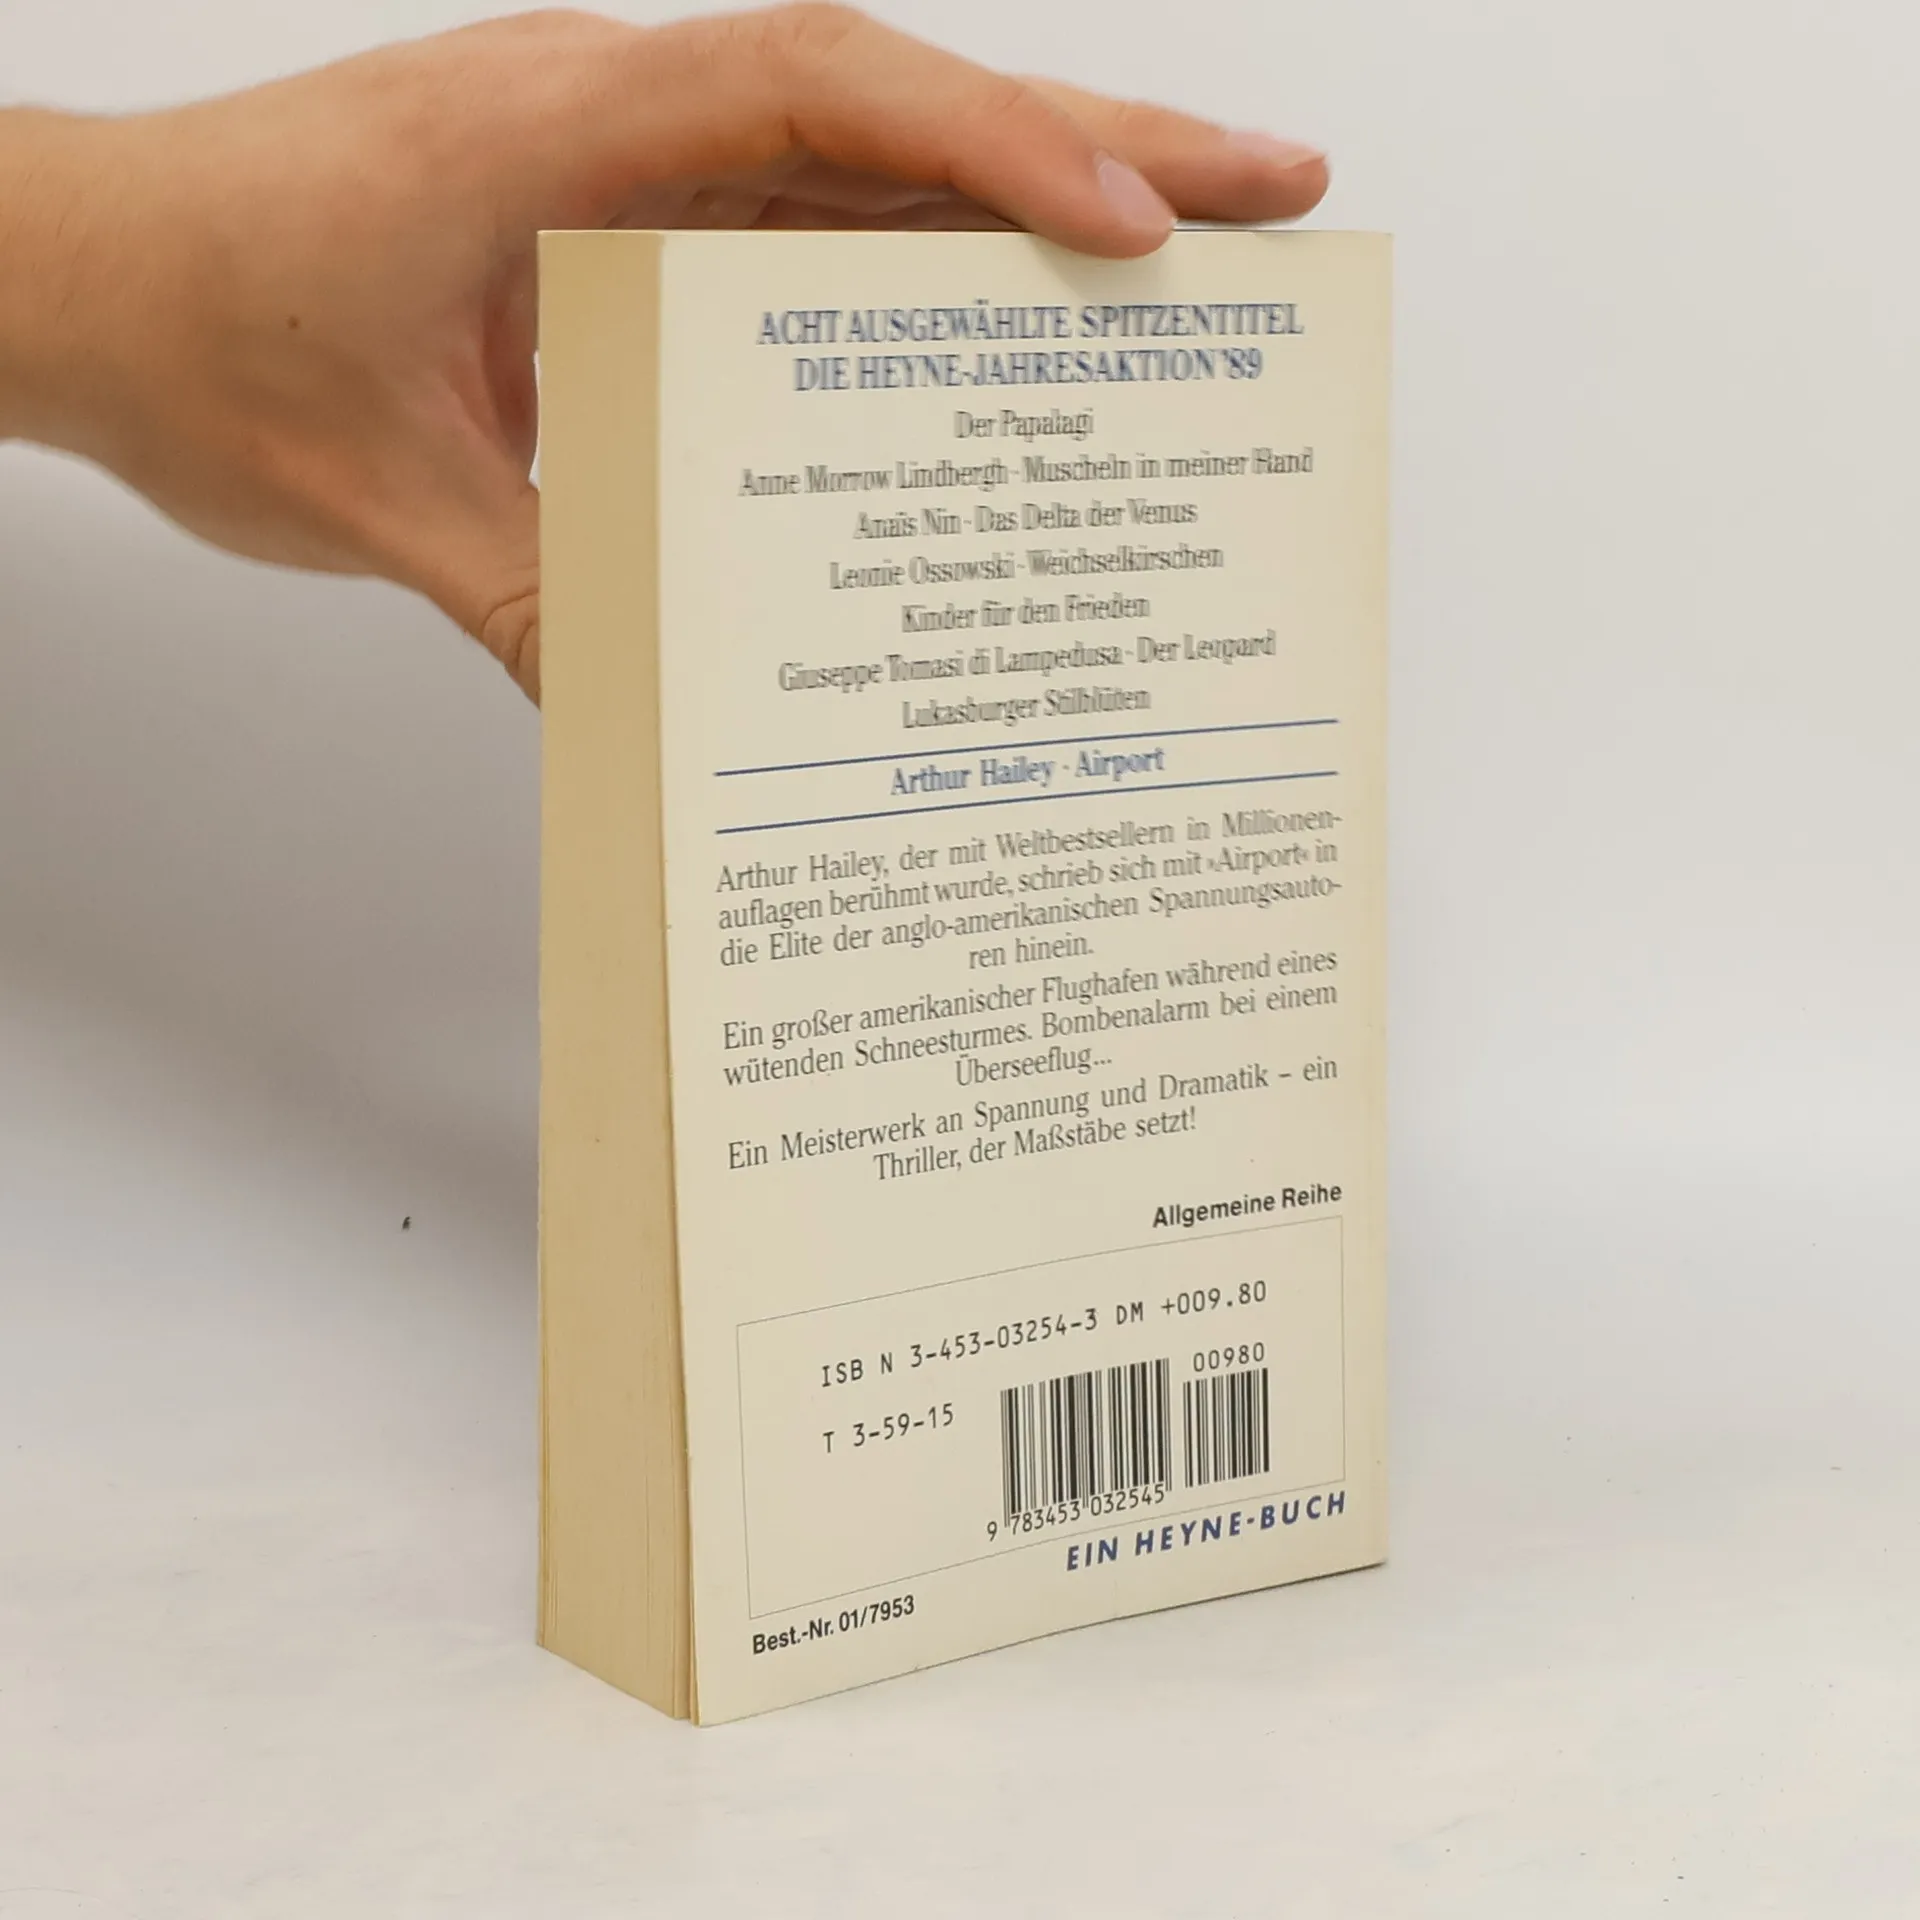 ACHT AUSGEWÄHLTE SPITZENTITEL
DIE HEYNE-JAHRESAKTION '89
Der Papalagi
Anne Morrow Lindbergh · Muscheln in meiner Hand
Anaïs Nin · Das Delta der Venus
Leonie Ossowski · Weichselkirschen
Kinder für den Frieden
Giuseppe Tomasi di Lampedusa · Der Leopard
Lukasburger Stilblüten
Arthur Hailey · Airport
Arthur Hailey, der mit Weltbestsellern in Millionen-
auflagen berühmt wurde, schrieb sich mit »Airport« in
die Elite der anglo-amerikanischen Spannungsauto-
ren hinein.
Ein großer amerikanischer Flughafen während eines
wütenden Schneesturmes. Bombenalarm bei einem
Überseeflug...
Ein Meisterwerk an Spannung und Dramatik – ein
Thriller, der Maßstäbe setzt!
Allgemeine Reihe
ISB N 3-453-03254-3 DM +009.80
00980
T 3-59-15
9 783453 032545
EIN HEYNE-BUCH
Best.-Nr. 01/7953